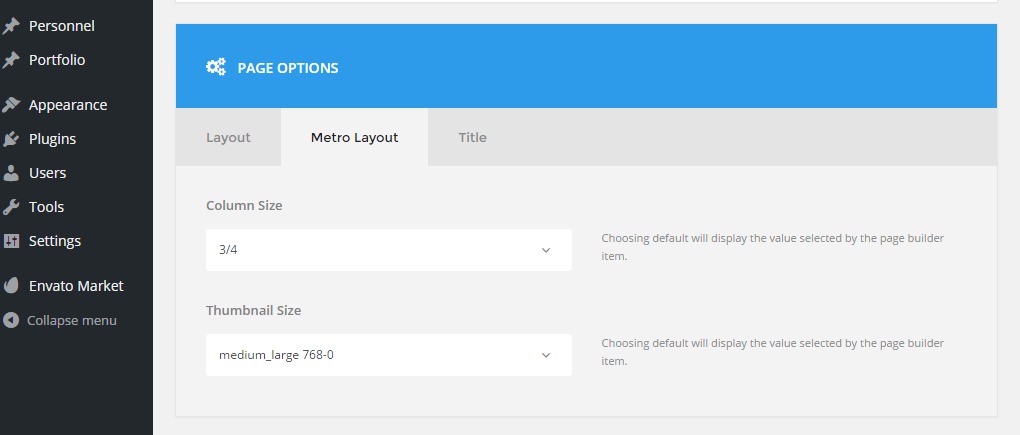 Personnel
Portfolio
Appearance
Plugins
Users
Tools
Settings
Envato Market
Collapse menu
PAGE OPTIONS
Layout
Metro Layout
Title
Column Size
3/4
Choosing default will display the value selected by the page builder
item.
Thumbnail Size
medium_large 768-0
Choosing default will display the value selected by the page builder
item.